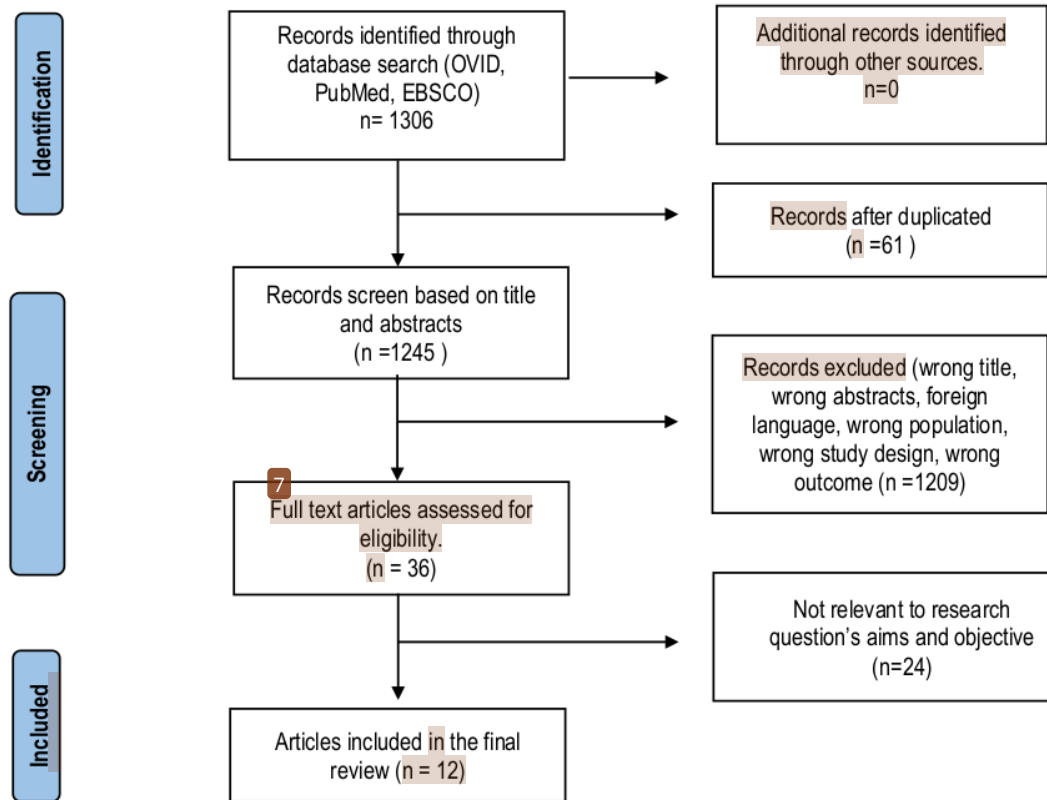 Identification
Records identified through
database search (OVID,
PubMed, EBSCO)
n= 1306
Additional records identified
through other sources.
n=0
Records after duplicated
(n =61 )
Screening
Records screen based on title
and abstracts
(n =1245 )
Records excluded (wrong title,
wrong abstracts, foreign
language, wrong population,
wrong study design, wrong
outcome (n =1209)
7
Full text articles assessed for
eligibility.
(n = 36)
Not relevant to research
question’s aims and objective
(n=24)
Included
Articles included in the final
review (n = 12)